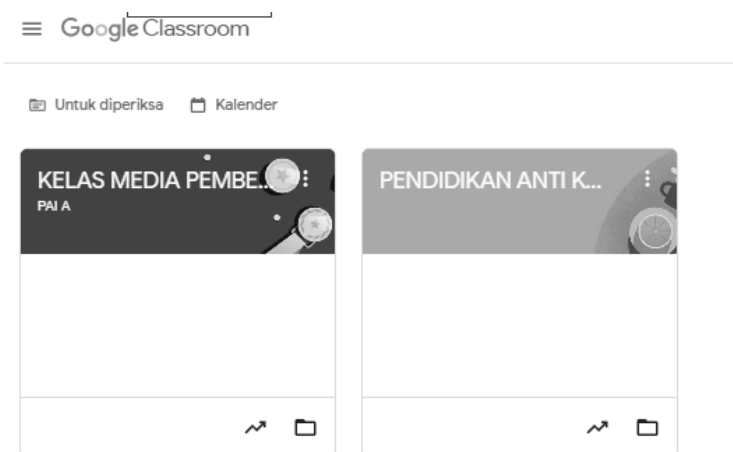 Google Classroom
Untuk diperiksa Kalender
KELAS MEDIA PEMBE... PENDIDIKAN ANTI K...
PAI A